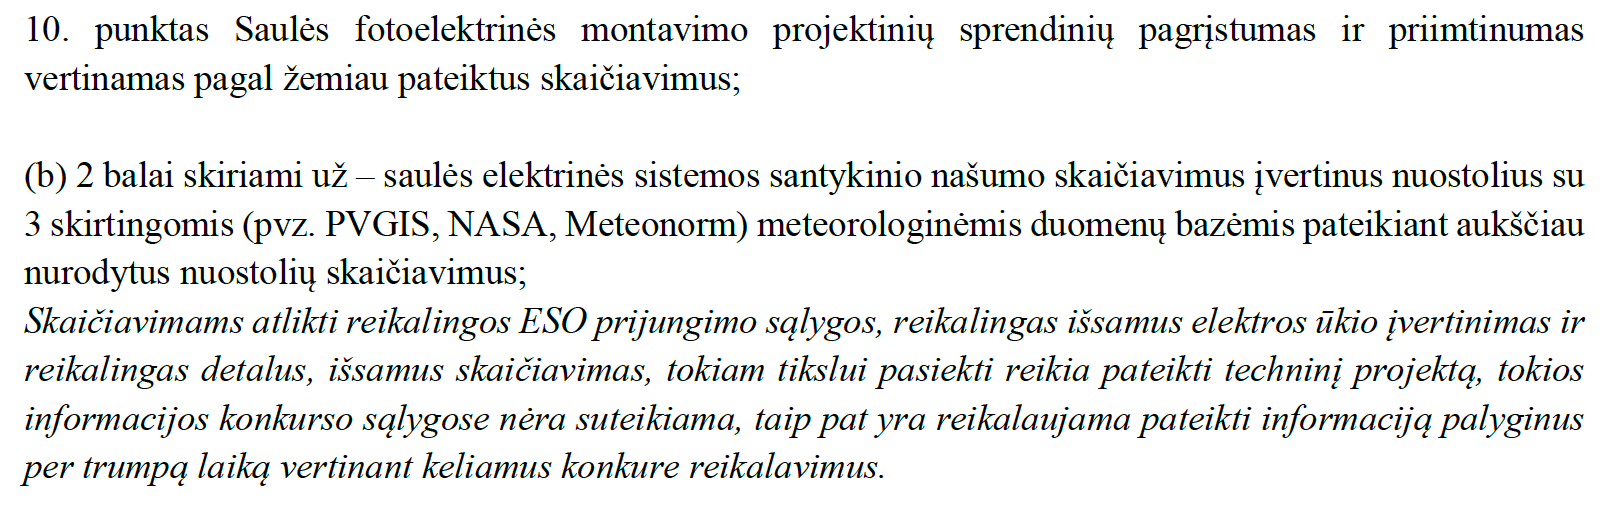 10. punktas Saulės fotoelektrinės montavimo projektinių sprendinių pagrįstumas ir priimtinumas
vertinamas pagal žemiau pateiktus skaičiavimus;
(b) 2 balai skiriami už – saulės elektrinės sistemos santykinio našumo skaičiavimus įvertinus nuostolius su
3 skirtingomis (pvz. PVGIS, NASA, Meteonorm) meteorologinėmis duomenų bazėmis pateikiant aukščiau
nurodytus nuostolių skaičiavimus;
Skaičiavimams atlikti reikalingos ESO prijungimo sąlygos, reikalingas išsamus elektros ūkio įvertinimas ir
reikalingas detalus, išsamus skaičiavimas, tokiam tikslui pasiekti reikia pateikti techninį projektą, tokios
informacijos konkurso sąlygose nėra suteikiama, taip pat yra reikalaujama pateikti informaciją palyginus
per trumpą laiką vertinant keliamus konkure reikalavimus.